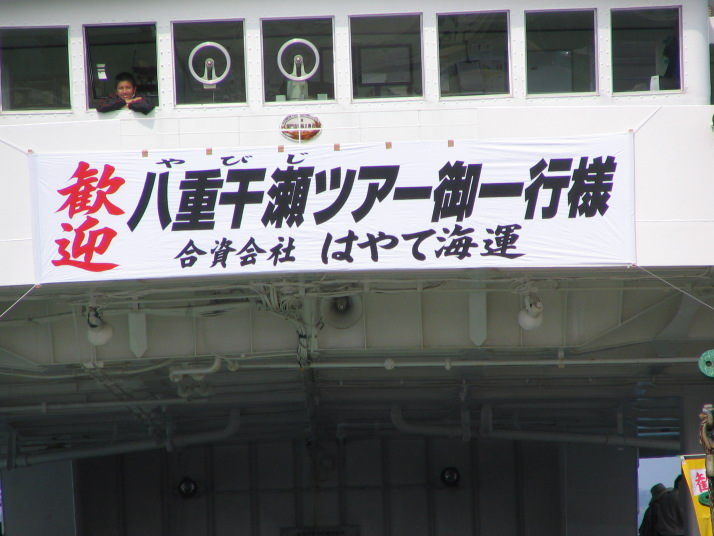 歓迎
やびじ
八重干瀬ツアー御一行様
合資会社 はやて海運
歓